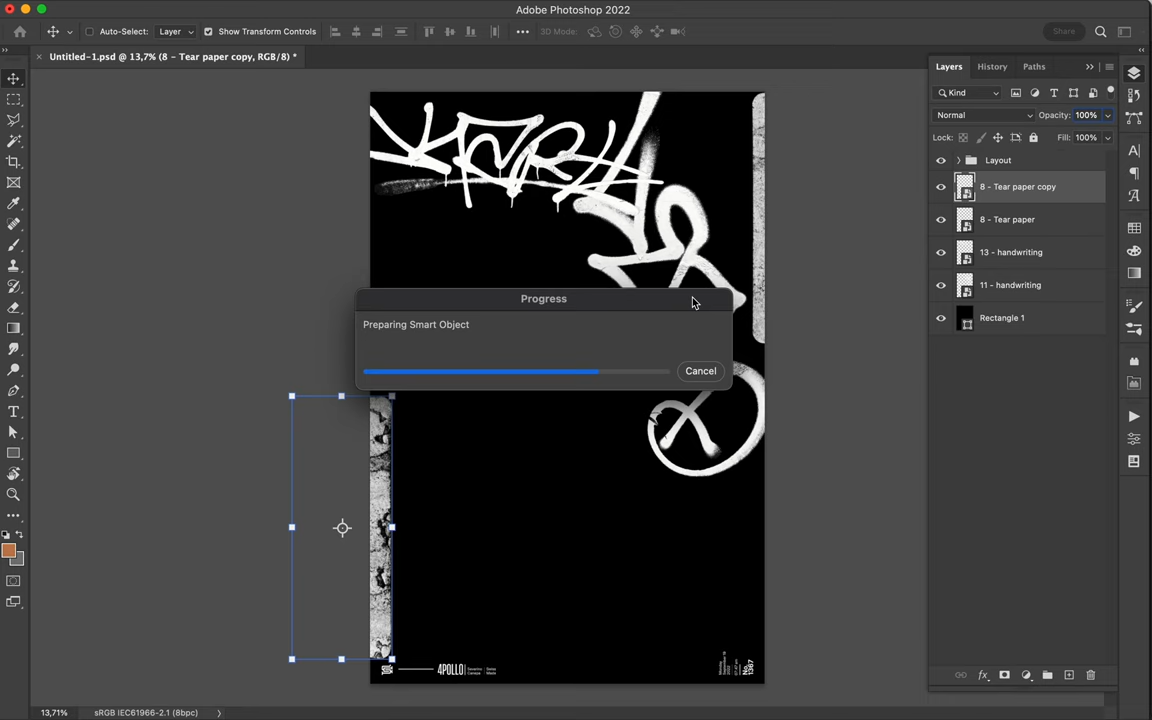 Adobe Photoshop 2022
Auto-Select:
Layer
Show Transform Controls
3D Mode:
Share
Untitled-1.psd @ 13,7% (8 - Tear paper copy, RGB/8) *
Layers
History
Paths
Kind
Normal
Opacity:
100%
Lock:
Fill:
100%
Layout
8 - Tear paper copy
8 - Tear paper
13 - handwriting
11 - handwriting
Rectangle 1
Progress
Preparing Smart Object
Cancel
4POLLO
No.
1367
13,71%
sRGB IEC61966-2.1 (8bpc)